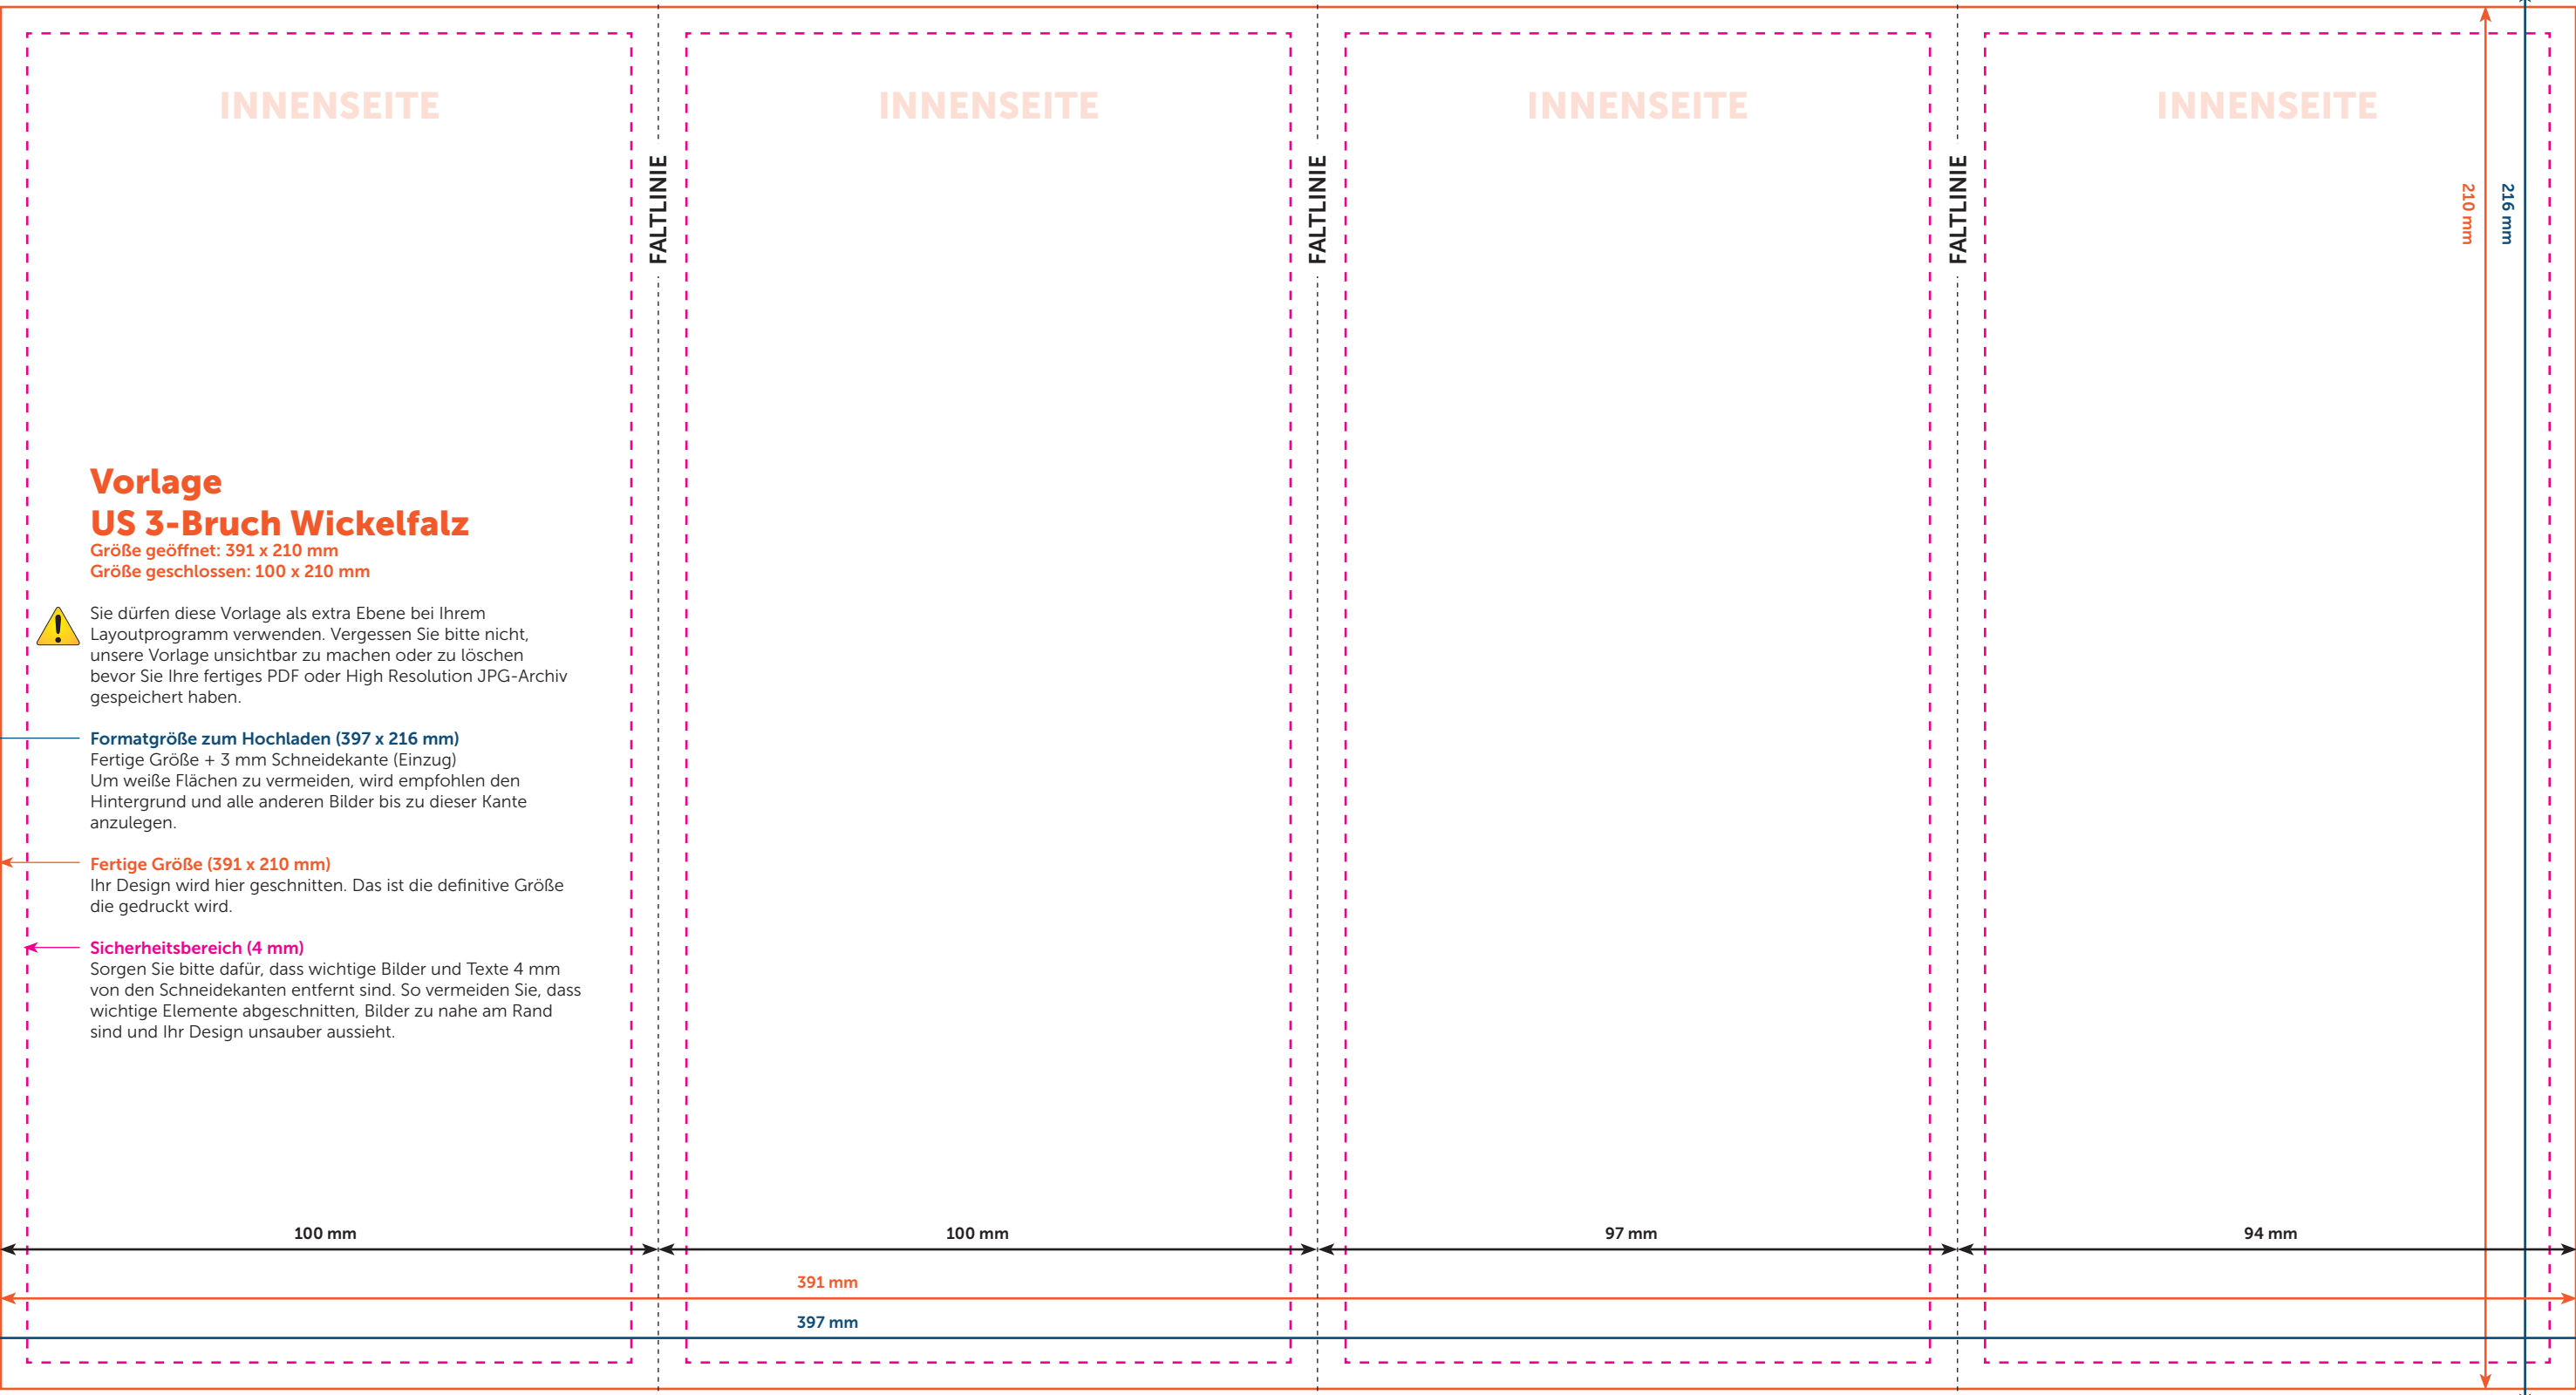 INNENSEITE
INNENSEITE
INNENSEITE
INNENSEITE
FALTLINIE
FALTLINIE
FALTLINIE
210 mm
216 mm
Vorlage
US 3-Bruch Wickelfalz
Größe geöffnet: 391 x 210 mm
Größe geschlossen: 100 x 210 mm
Sie dürfen diese Vorlage als extra Ebene bei Ihrem
Layoutprogramm verwenden. Vergessen Sie bitte nicht,
unsere Vorlage unsichtbar zu machen oder zu löschen
bevor Sie Ihre fertiges PDF oder High Resolution JPG-Archiv
gespeichert haben.
Formatgröße zum Hochladen (397 x 216 mm)
Fertige Größe + 3 mm Schneidekante (Einzug)
Um weiße Flächen zu vermeiden, wird empfohlen den
Hintergrund und alle anderen Bilder bis zu dieser Kante
anzulegen.
Fertige Größe (391 x 210 mm)
Ihr Design wird hier geschnitten. Das ist die definitive Größe
die gedruckt wird.
Sicherheitsbereich (4 mm)
Sorgen Sie bitte dafür, dass wichtige Bilder und Texte 4 mm
von den Schneidekanten entfernt sind. So vermeiden Sie, dass
wichtige Elemente abgeschnitten, Bilder zu nahe am Rand
sind und Ihr Design unsauber aussieht.
100 mm
100 mm
97 mm
94 mm
391 mm
397 mm